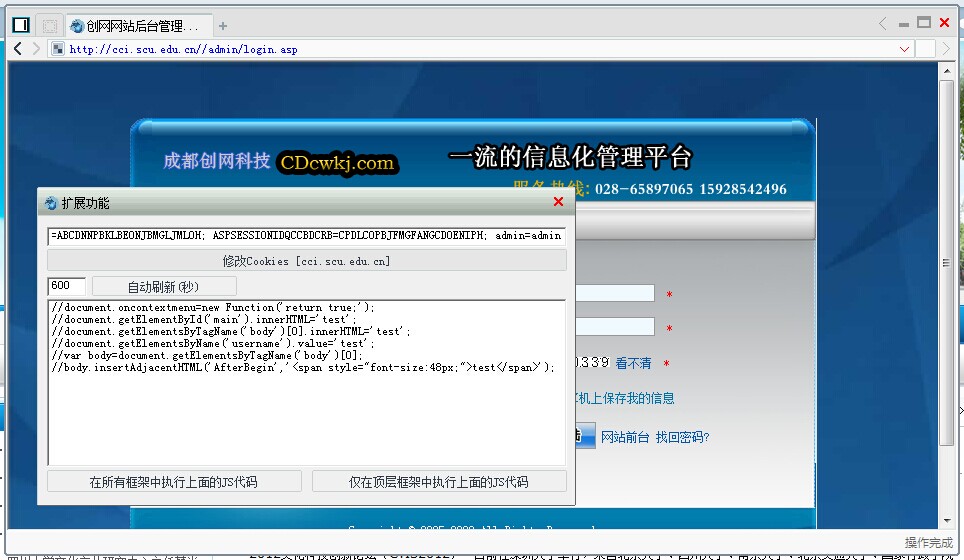 创网网站后台管理...
http://cci.scu.edu.cn//admin/login.asp
成都创网科技 CDcwkj.com
一流的信息化管理平台
服务热线: 028-65897065 15928542496
扩展功能
=ABCDNNPBKLBEONJBMGLJMLOH; ASPSESSIONIDQCCBDCRB=CPDLCOPBJFMGFANGCDOENIPH; admin=admin
修改Cookies [cci.scu.edu.cn]
600
自动刷新(秒)
//document.oncontextmenu=new Function('return true;');
//document.getElementById('main').innerHTML='test';
//document.getElementsByTagName('body')[0].innerHTML='test';
//document.getElementsByName('username').value='test';
//var body=document.getElementsByTagName('body')[0];
//body.insertAdjacentHTML('AfterBegin','<span style="font-size:48px;">test</span>');
*
*
0339 看不清 *
机上保存我的信息
网站前台 找回密码?
在所有框架中执行上面的JS代码
仅在顶层框架中执行上面的JS代码
操作完成